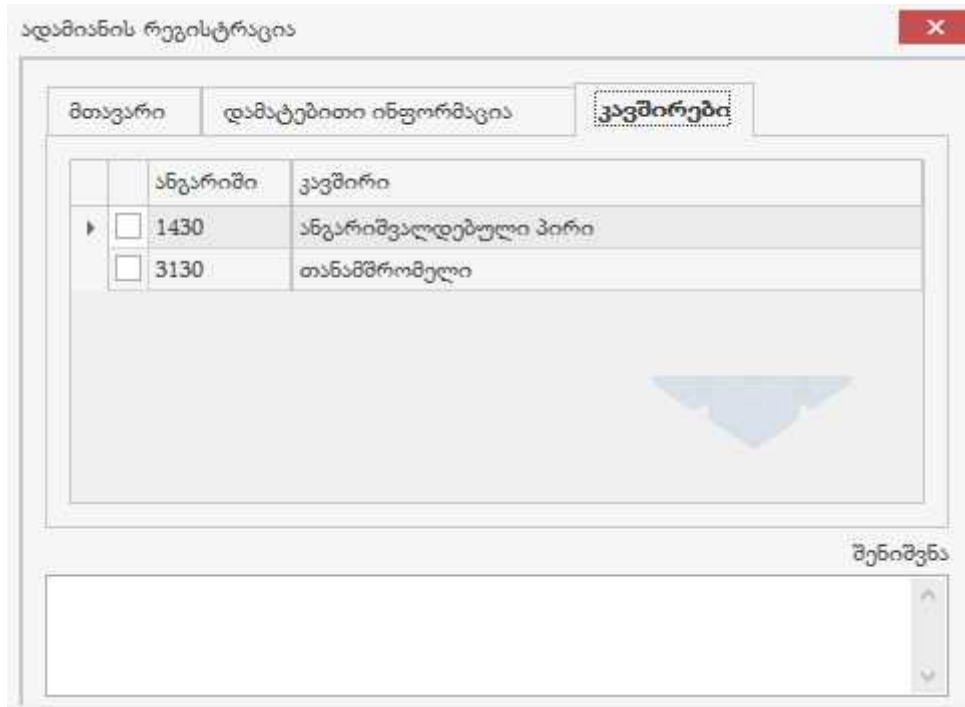 ადამიანის რეგისტრაცია
მთავარი დამატებითი ინფორმაცია კავშირები
ანგარიში კავშირი
1430 ანგარიშვალდებული პირი
3130 თანამშრომელი
შენიშვნა